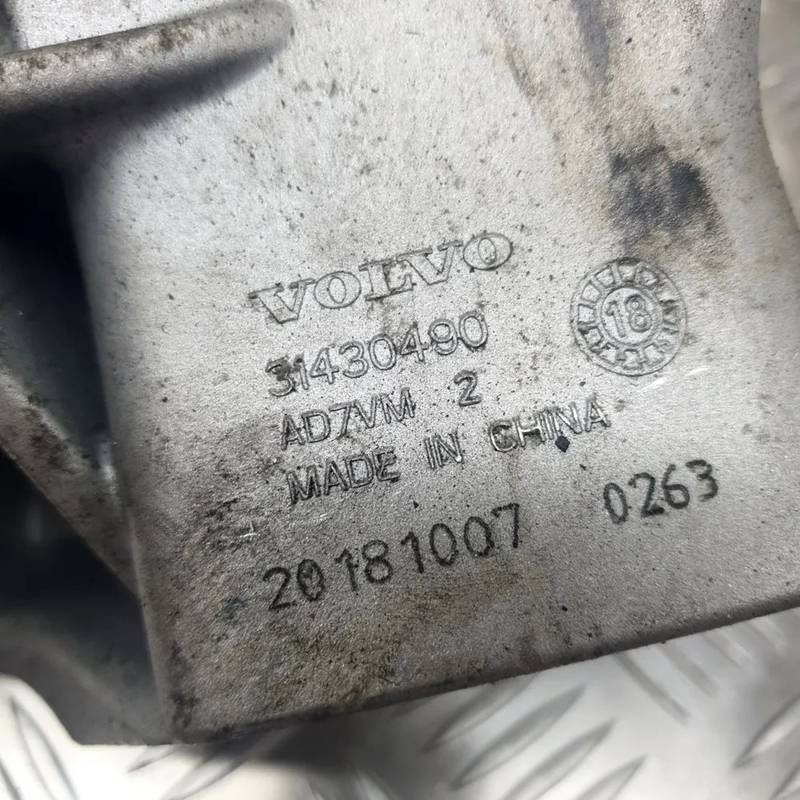 VOLVO
31430490
18
AD7VM 2
MADE IN CHINA
20181007 0263